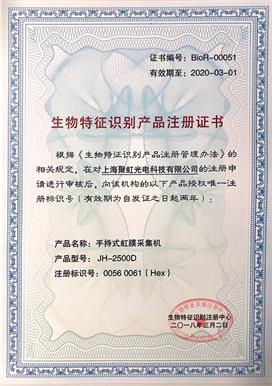 证书编号：BioR-00051
有效期至：2020-03-01
生物特征识别产品注册证书
根据《生物特征识别产品注册管理办法》的
相关规定，在对上海聚虹光电科技有限公司的注册申
请进行审核后，向该机构的以下产品授权唯一注
册标识号（有效期为自发证之日起两年）：
产品名称：手持式虹膜采集机
产品型号：JH-2500D
注册标识号：0056 0061（Hex）
生物特征识别注册中心
二〇一八年三月二日